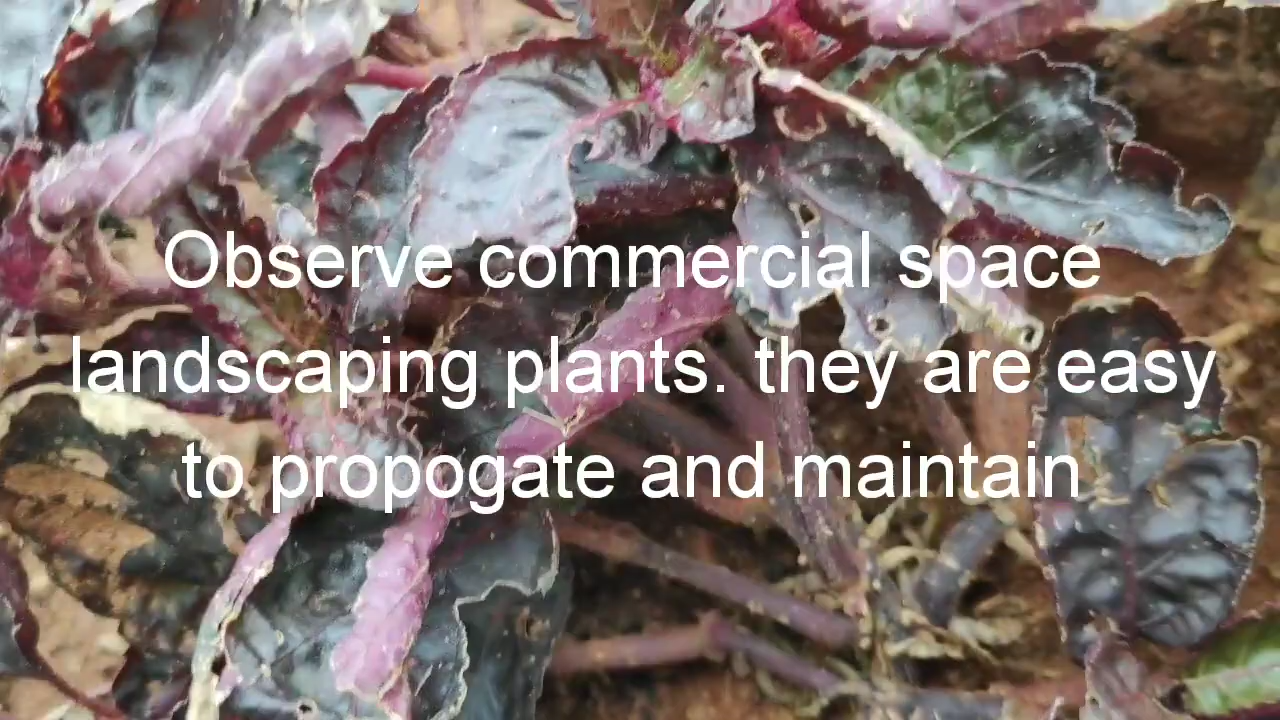 Observe commercial space
landscaping plants. they are easy
to propogate and maintain